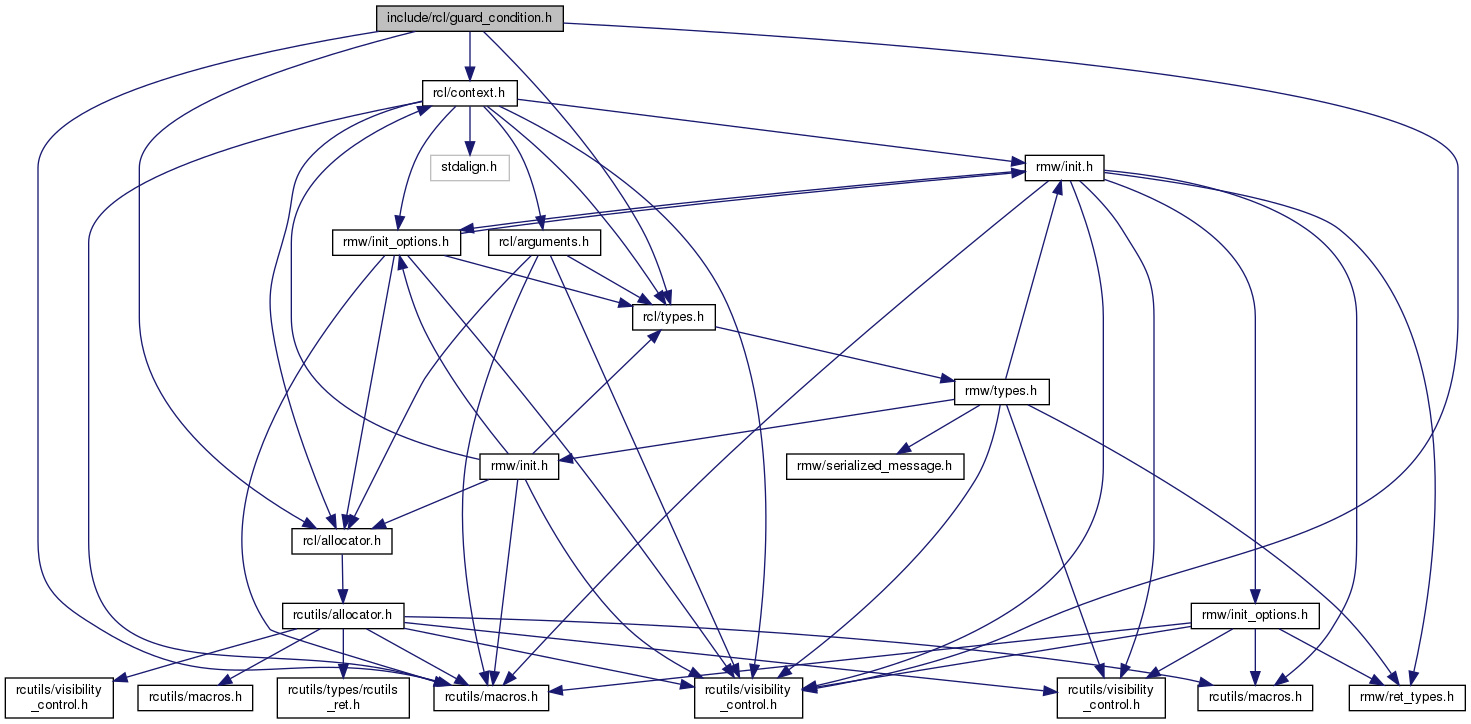 include/rcl/guard_condition.h
rcl/context.h
stdalign.h
rmw/init.h
rmw/init_options.h
rcl/arguments.h
rcl/types.h
rmw/types.h
rmw/init.h
rmw/serialized_message.h
rcl/allocator.h
rcutils/allocator.h
rmw/init_options.h
rcutils/visibility
_control.h
rcutils/macros.h
rcutils/types/rcutils
_ret.h
rcutils/macros.h
rcutils/visibility
_control.h
rcutils/visibility
_control.h
rcutils/macros.h
rmw/ret_types.h